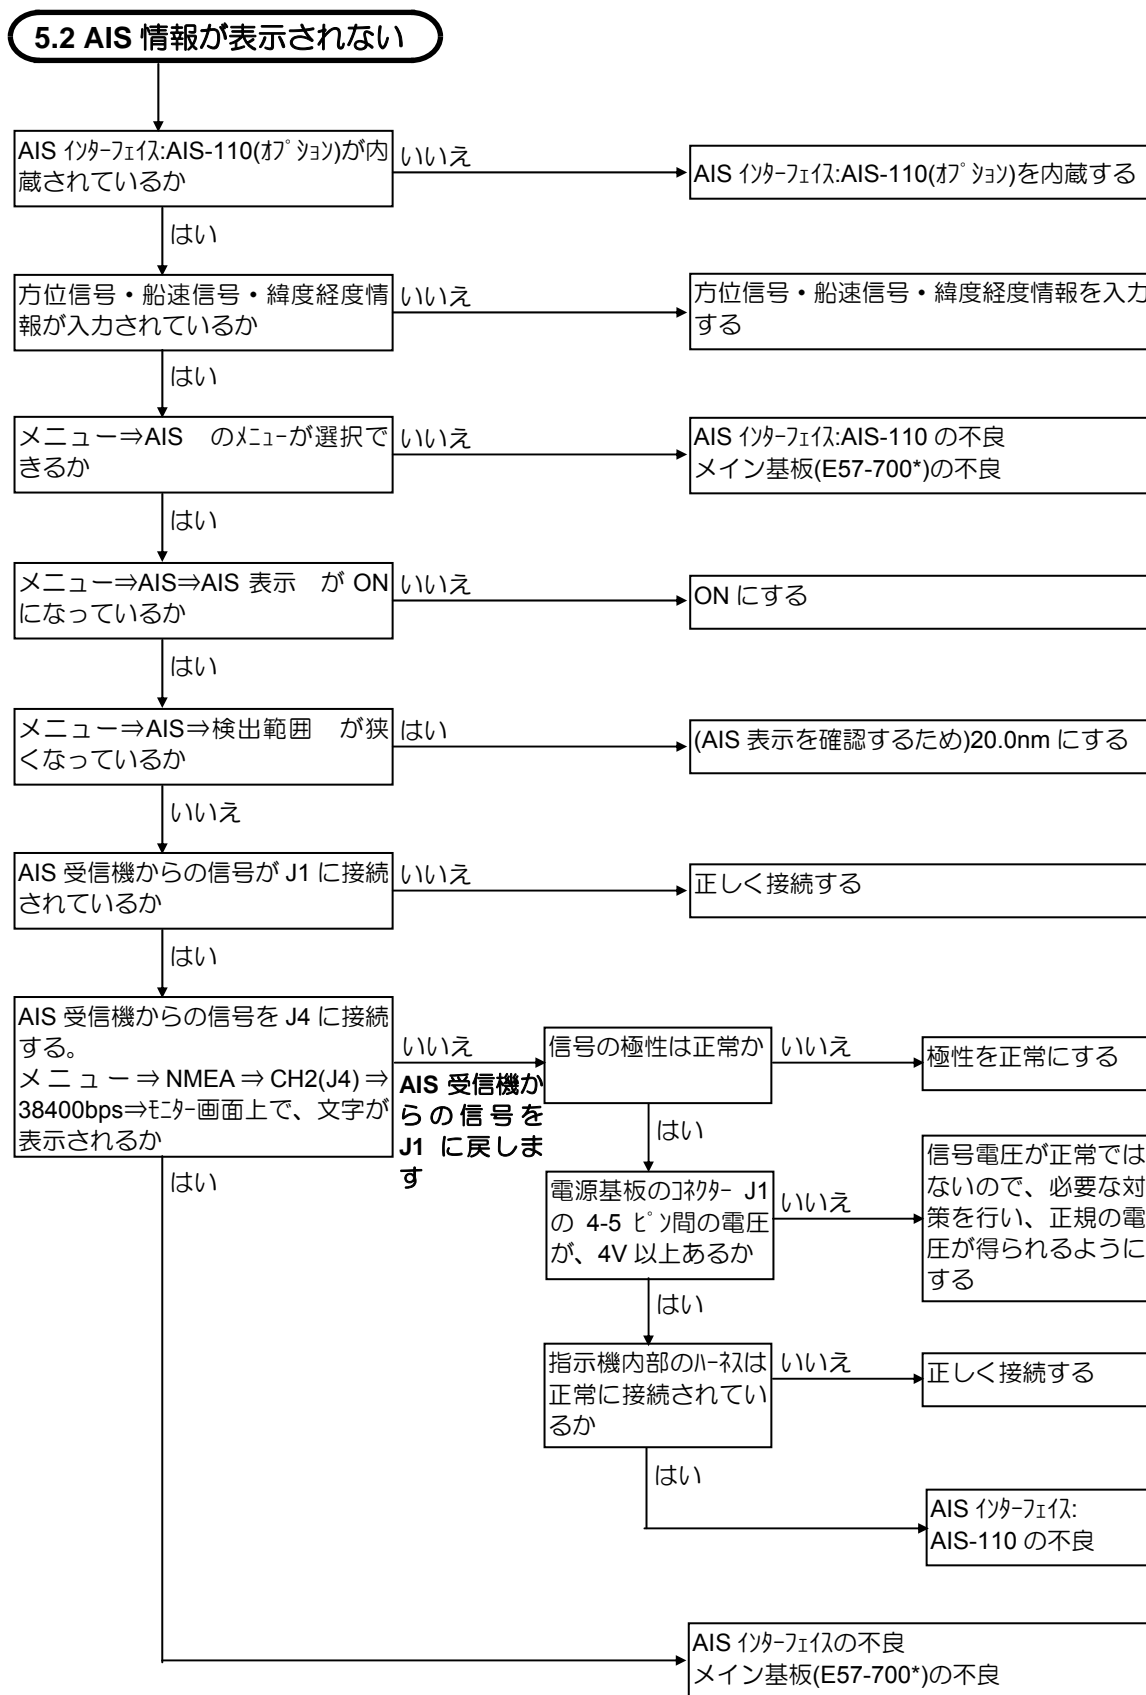 5.2 AIS 情報が表示されない
AIS ｲﾝﾀｰﾌｪｲｽ:AIS-110(ｵﾌﾟｼｮﾝ)が内
蔵されているか
いいえ
AIS ｲﾝﾀｰﾌｪｲｽ:AIS-110(ｵﾌﾟｼｮﾝ)を内蔵する
はい
方位信号・船速信号・緯度経度情
報が入力されているか
いいえ
方位信号・船速信号・緯度経度情報を入力
する
はい
メニュー⇒AIS　のﾒﾆｭｰが選択で
きるか
いいえ
AIS ｲﾝﾀｰﾌｪｲｽ:AIS-110 の不良
メイン基板(E57-700*)の不良
はい
メニュー⇒AIS⇒AIS 表示　が ON
になっているか
いいえ
ON にする
はい
メニュー⇒AIS⇒検出範囲　が狭
くなっているか
はい
(AIS 表示を確認するため)20.0nm にする
いいえ
AIS 受信機からの信号が J1 に接続
されているか
いいえ
正しく接続する
はい
AIS 受信機からの信号を J4 に接続
する。
メニュー⇒NMEA⇒CH2(J4)⇒
38400bps⇒ﾓﾆﾀｰ画面上で、文字が
表示されるか
いいえ
AIS 受信機か
らの信号を
J1 に戻しま
す
信号の極性は正常か
いいえ
極性を正常にする
はい
はい
電源基板のｺﾈｸﾀｰ J1
の 4-5 ﾋﾟﾝ間の電圧
が、4V 以上あるか
いいえ
信号電圧が正常では
ないので、必要な対
策を行い、正規の電
圧が得られるように
する
はい
指示機内部のﾊｰﾈｽは
正常に接続されてい
るか
いいえ
正しく接続する
はい
AIS ｲﾝﾀｰﾌｪｲｽ:
AIS-110 の不良
AIS ｲﾝﾀｰﾌｪｲｽの不良
メイン基板(E57-700*)の不良